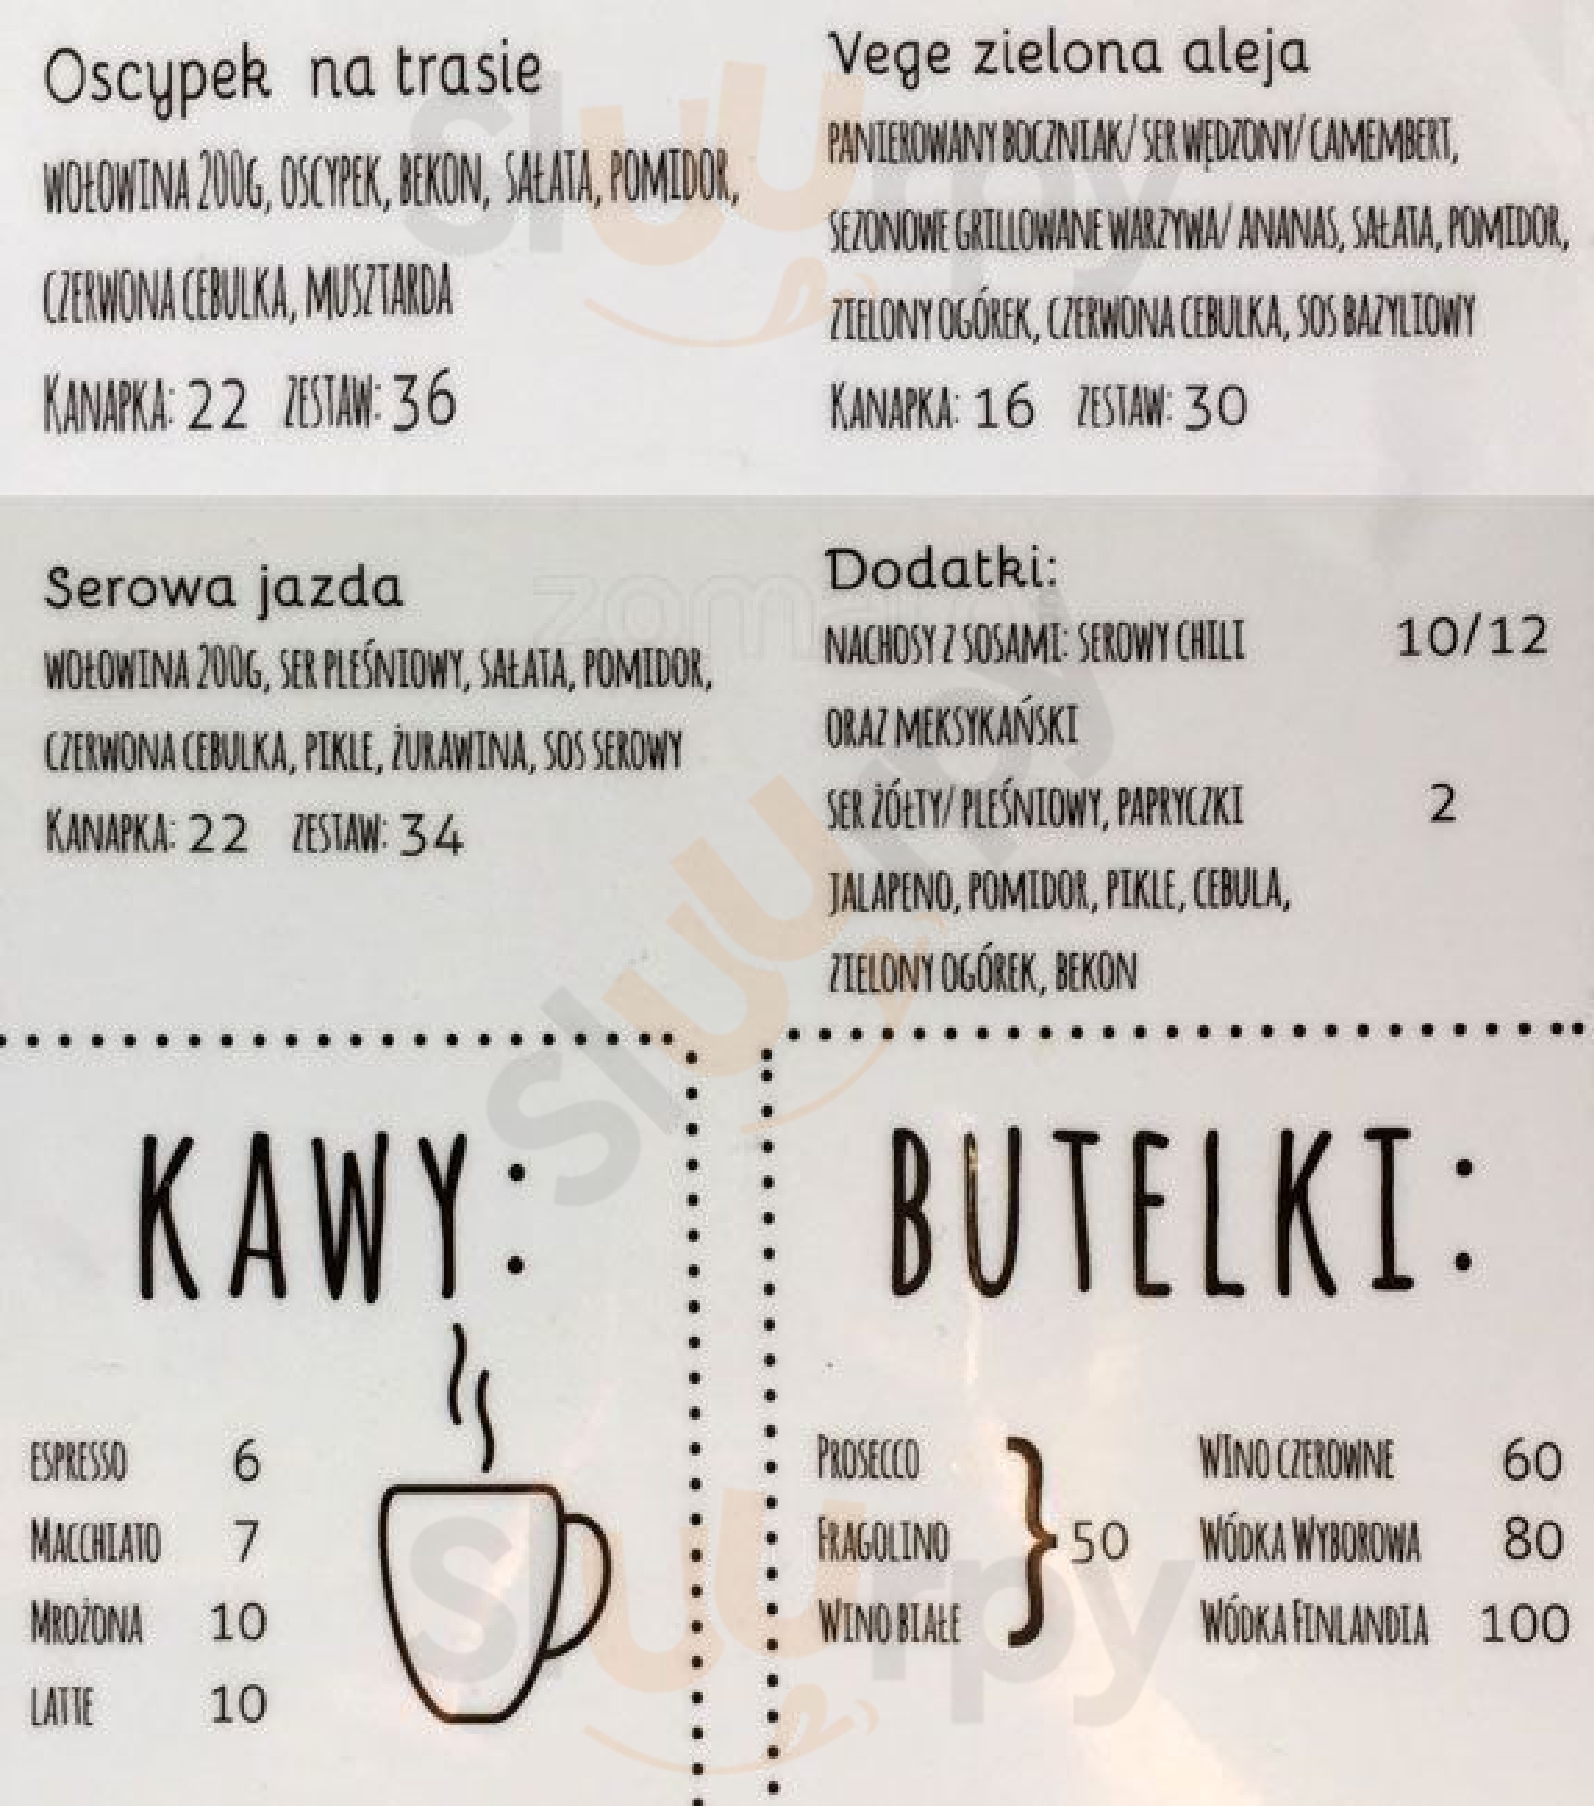 Oscypek na trasie
WOŁOWINA 200G, OSCYPEK, BEKON, SAŁATA, POMIDOR,
CZERWONA CEBULKA, MUSZTARDA
KANAPKA: 22 ZESTAW: 36
Vege zielona aleja
PANIEROWANY BOCZNIAK/ SER WĘDZONY/ CAMEMBERT,
SEZONOWE GRILLOWANE WARZYWA/ ANANAS, SAŁATA, POMIDOR,
ZIELONY OGÓREK, CZERWONA CEBULKA, SOS BAZYLIOWY
KANAPKA: 16 ZESTAW: 30
Serowa jazda
WOŁOWINA 200G, SER PLEŚNIOWY, SAŁATA, POMIDOR,
CZERWONA CEBULKA, PIKLE, ŻURAWINA, SOS SEROWY
KANAPKA: 22 ZESTAW: 34
Dodatki:
NACHOSY Z SOSAMI: SEROWY CHILI 10/12
ORAZ MEKSYKAŃSKI
SER ŻÓŁTY/ PLEŚNIOWY, PAPRYCZKI 2
JALAPENO, POMIDOR, PIKLE, CEBULA,
ZIELONY OGÓREK, BEKON
KAWY:
ESPRESSO 6
MACCHIATO 7
MROŻONA 10
LATTE 10
BUTELKI:
PROSECCO
FRAGOLINO } 50
WINO BIAŁE
WINO CZEROWNE 60
WÓDKA WYBOROWA 80
WÓDKA FINLANDIA 100
Sluurpy
Sluurpy
Sluurpy
zomato